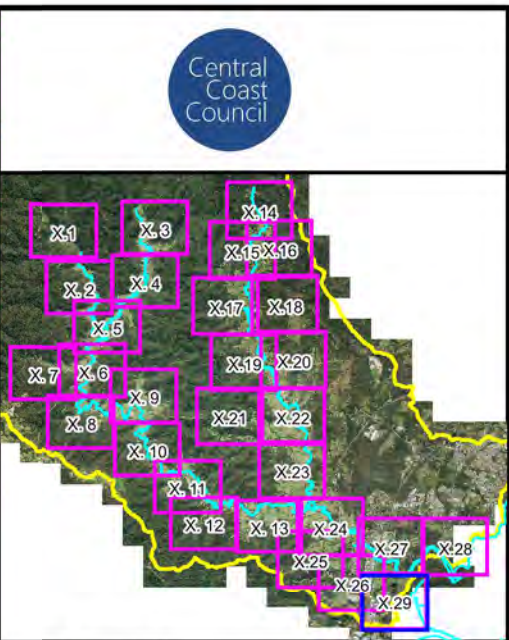 Central
Coast
Council
X.1
X. 3
X.14
X.15
X.16
X. 2
X. 4
X.17
X.18
X. 5
X.19
X.20
X. 7
X. 6
X. 9
X.21
X.22
X. 8
X. 10
X.23
X. 11
X. 12
X. 13
X.24
X.27
X.28
X.25
X.26
X.29